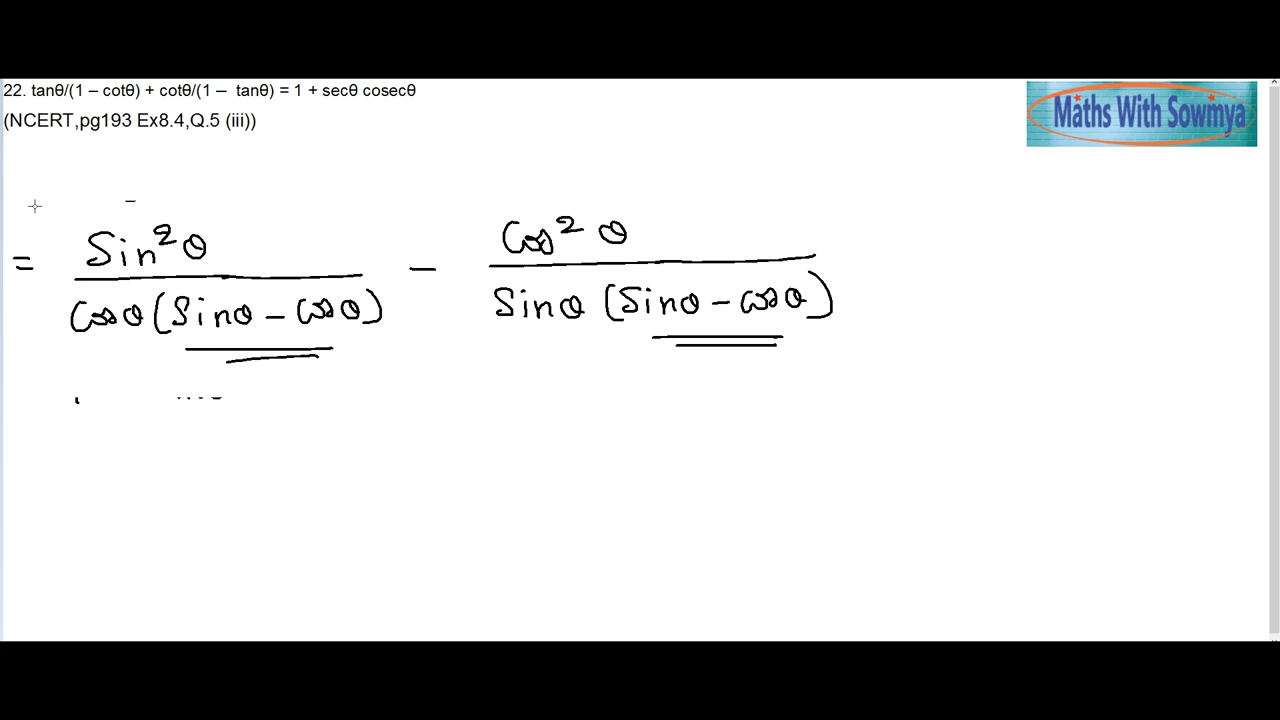 22. tanθ/(1 – cotθ) + cotθ/(1 – tanθ) = 1 + secθ cosecθ
(NCERT,pg193 Ex8.4,Q.5 (iii))
Maths With Sowmya
= Sin²θ / Cosθ (Sinθ – Cosθ) – Cos²θ / Sinθ (Sinθ – Cosθ)